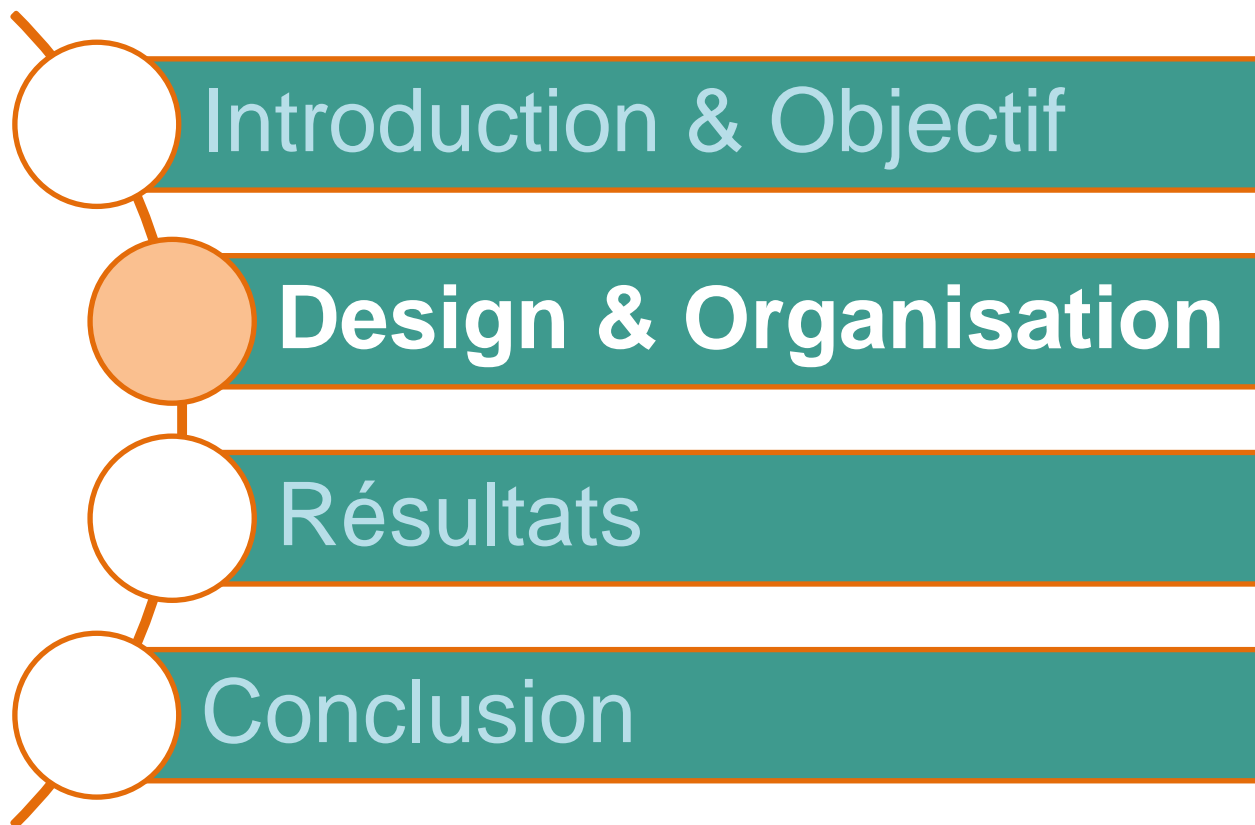 Introduction & Objectif
Design & Organisation
Résultats
Conclusion